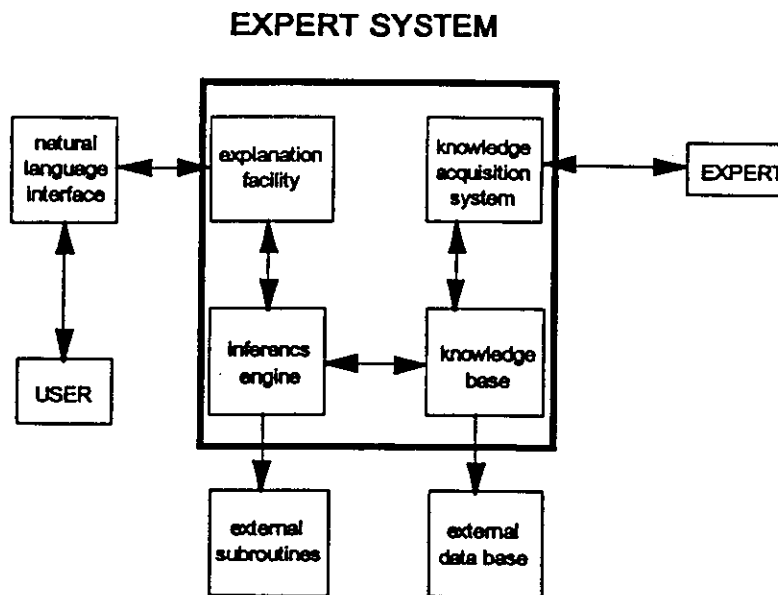 EXPERT SYSTEM
natural
language
interface
explanation
facility
knowledge
acquisition
system
EXPERT
USER
inferencs
engine
knowledge
base
external
subroutines
external
data base